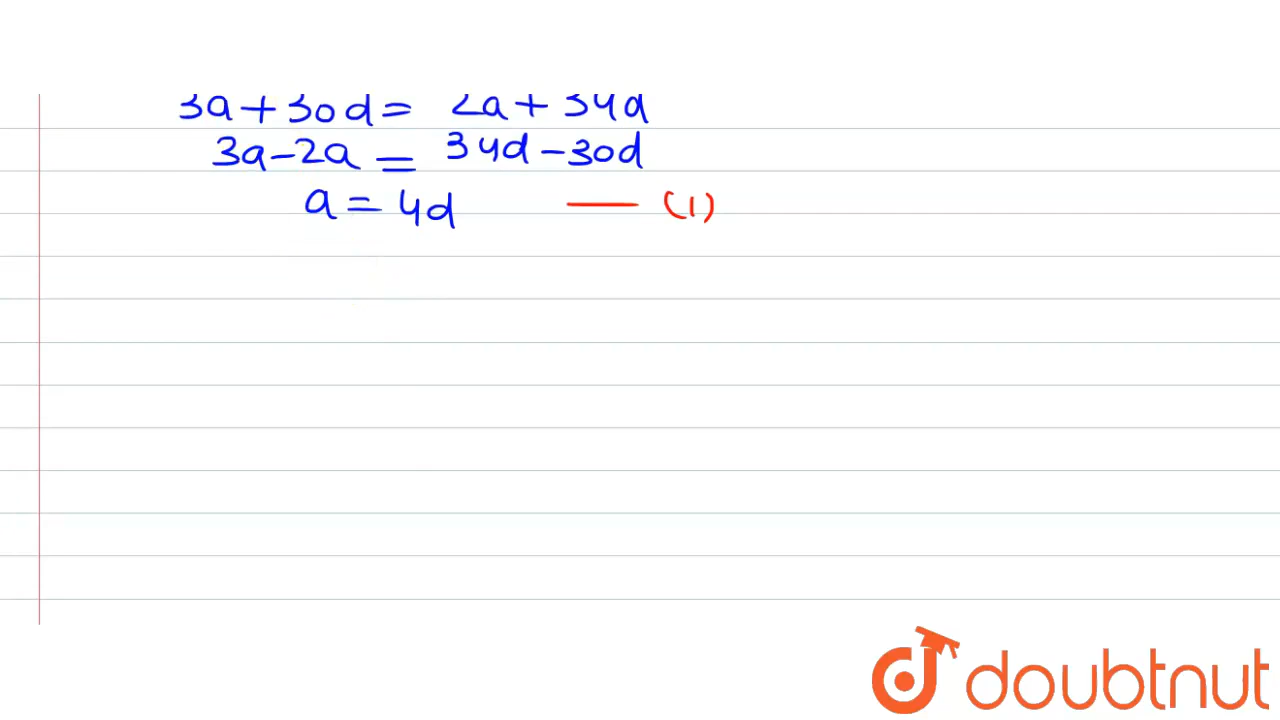 3a + 30d = 2a + 34d
3a - 2a = 34d - 30d
a = 4d — (1)
doubtnut